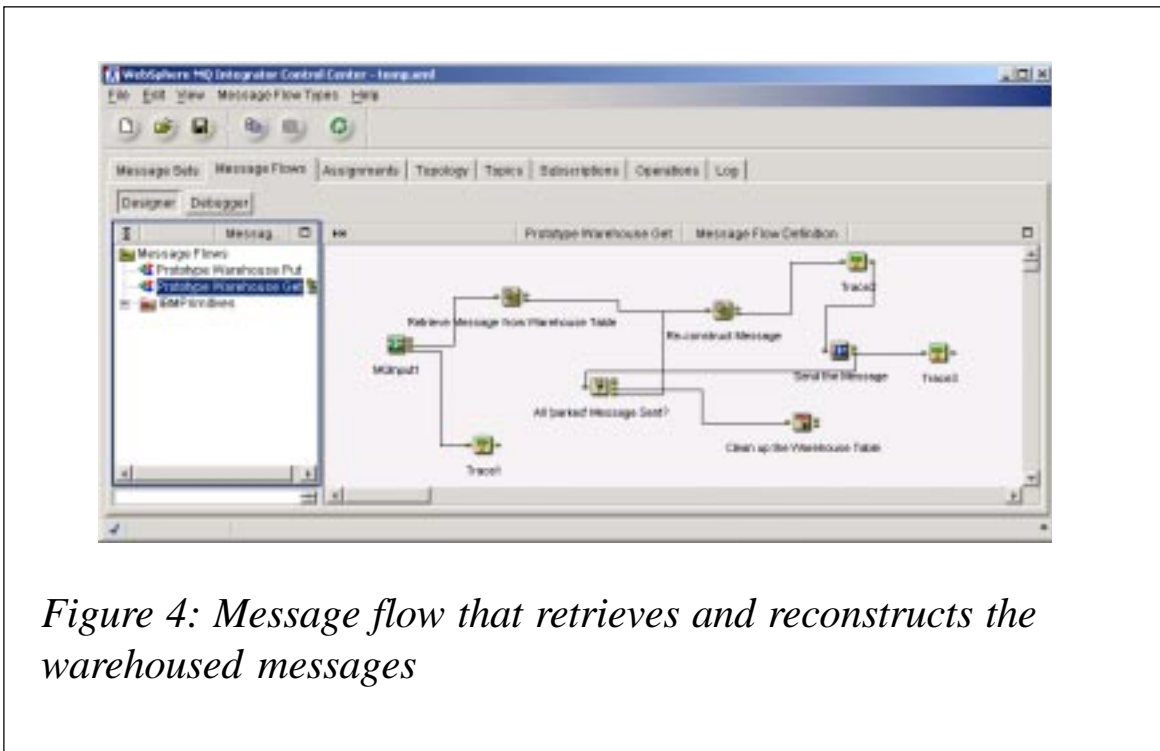 WebSphere MQ Integrator Control Center - temp.xml
File Edit View Message Flow Types Help
Message Sets Message Flows Assignments Topology Topics Subscriptions Operations Log
Designer Debugger
Messag Prototype Warehouse Get Message Flow Definition
Message Flows
Prototype Warehouse Put
Prototype Warehouse Get
IBMPrimitives
Trace2
Retrieve Message from Warehouse Table
Re-construct Message
MQInput1
Send the Message Trace3
All parked Message Sent?
Clean up the Warehouse Table
Trace1
Figure 4: Message flow that retrieves and reconstructs the
warehoused messages